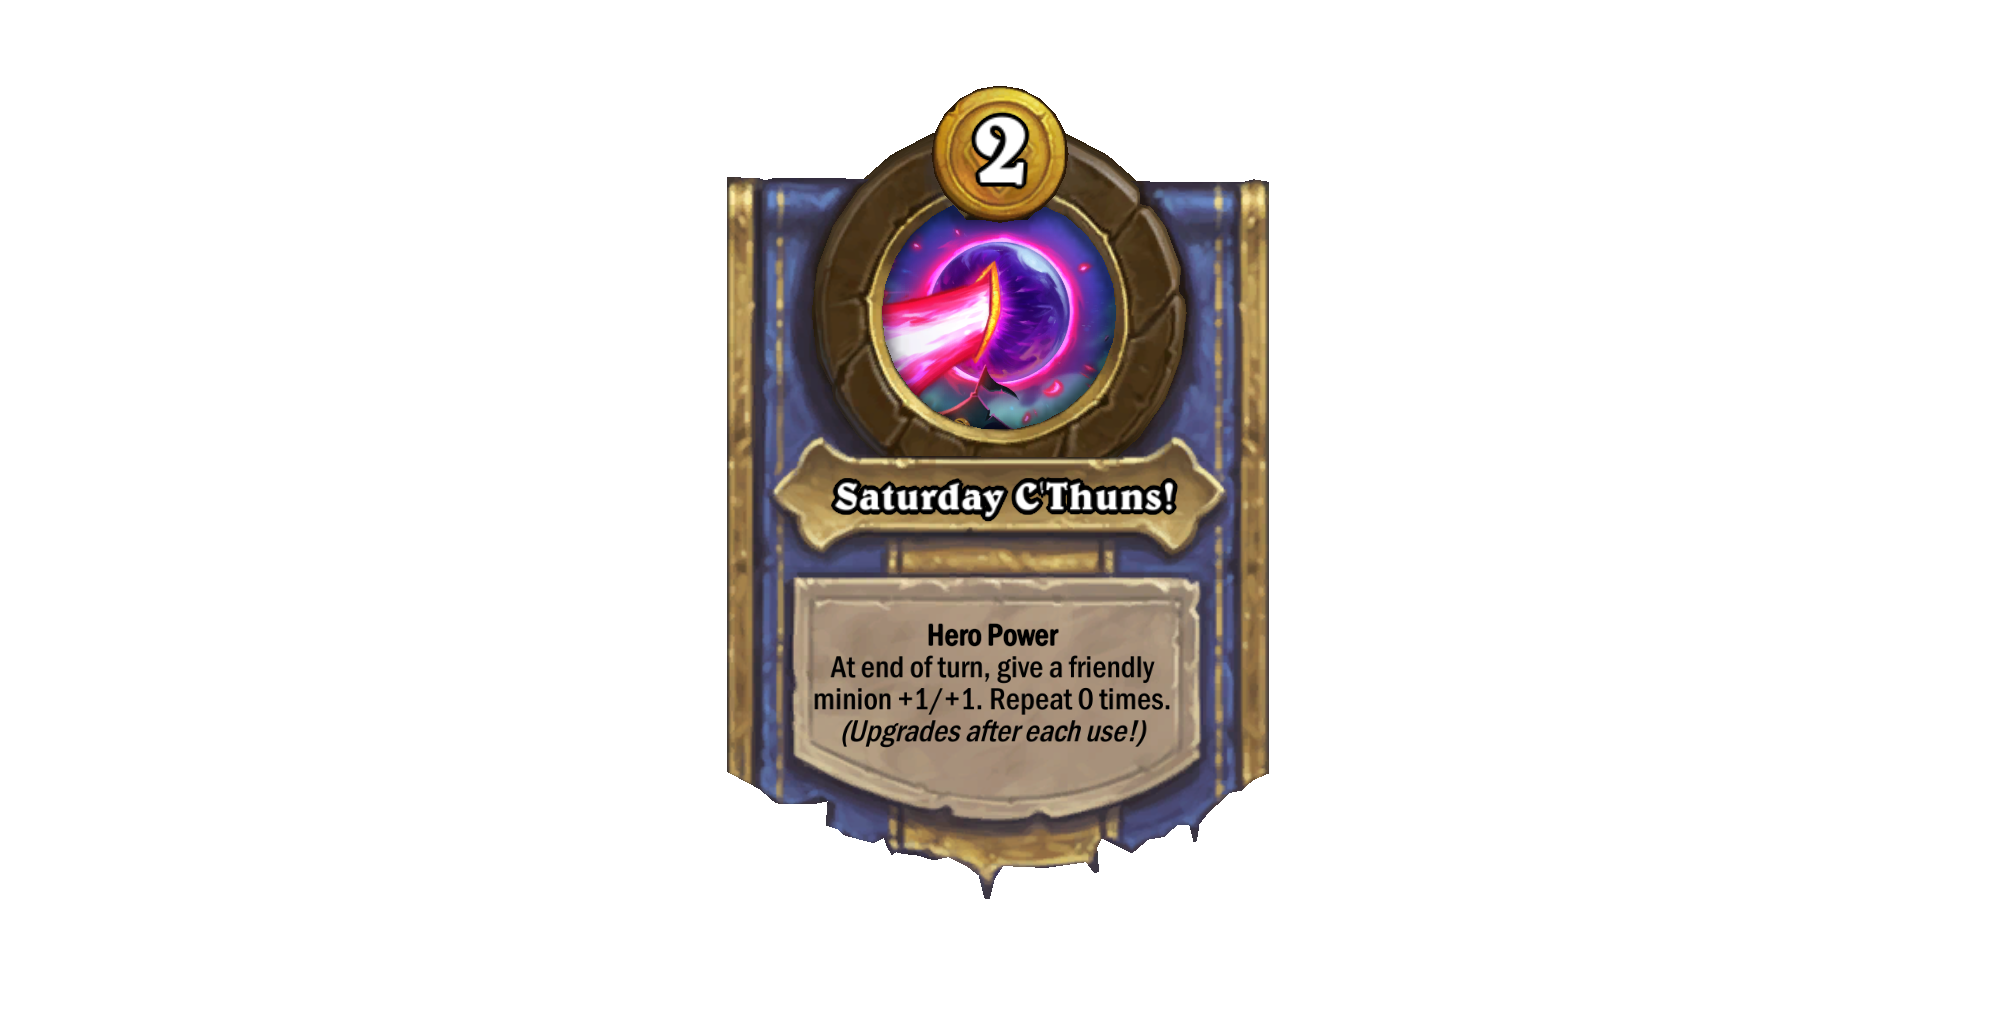 2
Saturday C'Thuns!
Hero Power
At end of turn, give a friendly
minion +1/+1. Repeat 0 times.
(Upgrades after each use!)